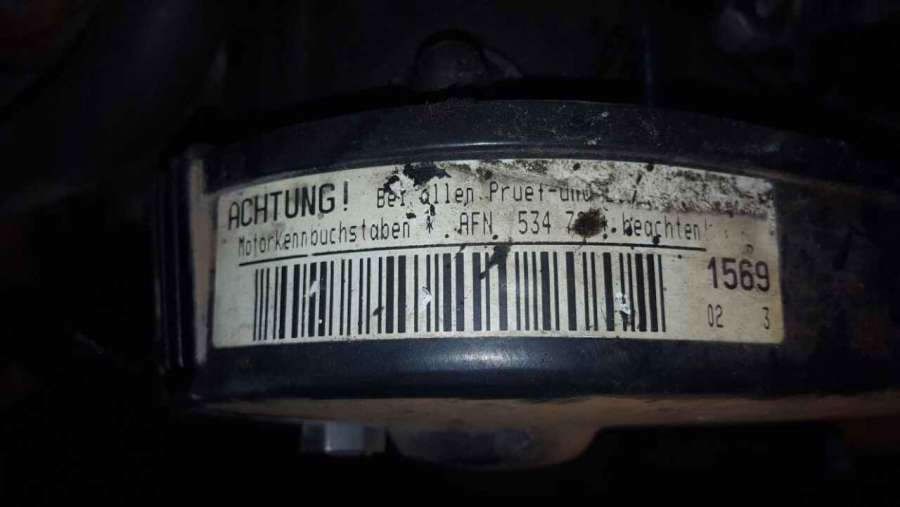 ACHTUNG! Bei allen Pruef-und
Motorkennbuchstaben * AFN 534 beachten!
1569
02 3